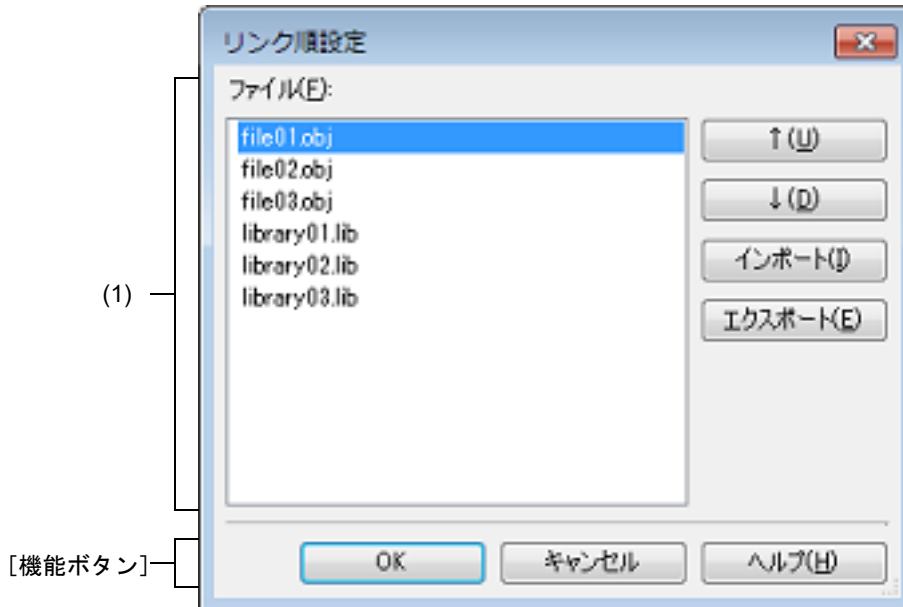 リンク順設定
ファイル(F):
file01.obj
file02.obj
file03.obj
library01.lib
library02.lib
library03.lib
↑(U)
↓(D)
インポート(I)
エクスポート(E)
(1)
[機能ボタン]
OK
キャンセル
ヘルプ(H)